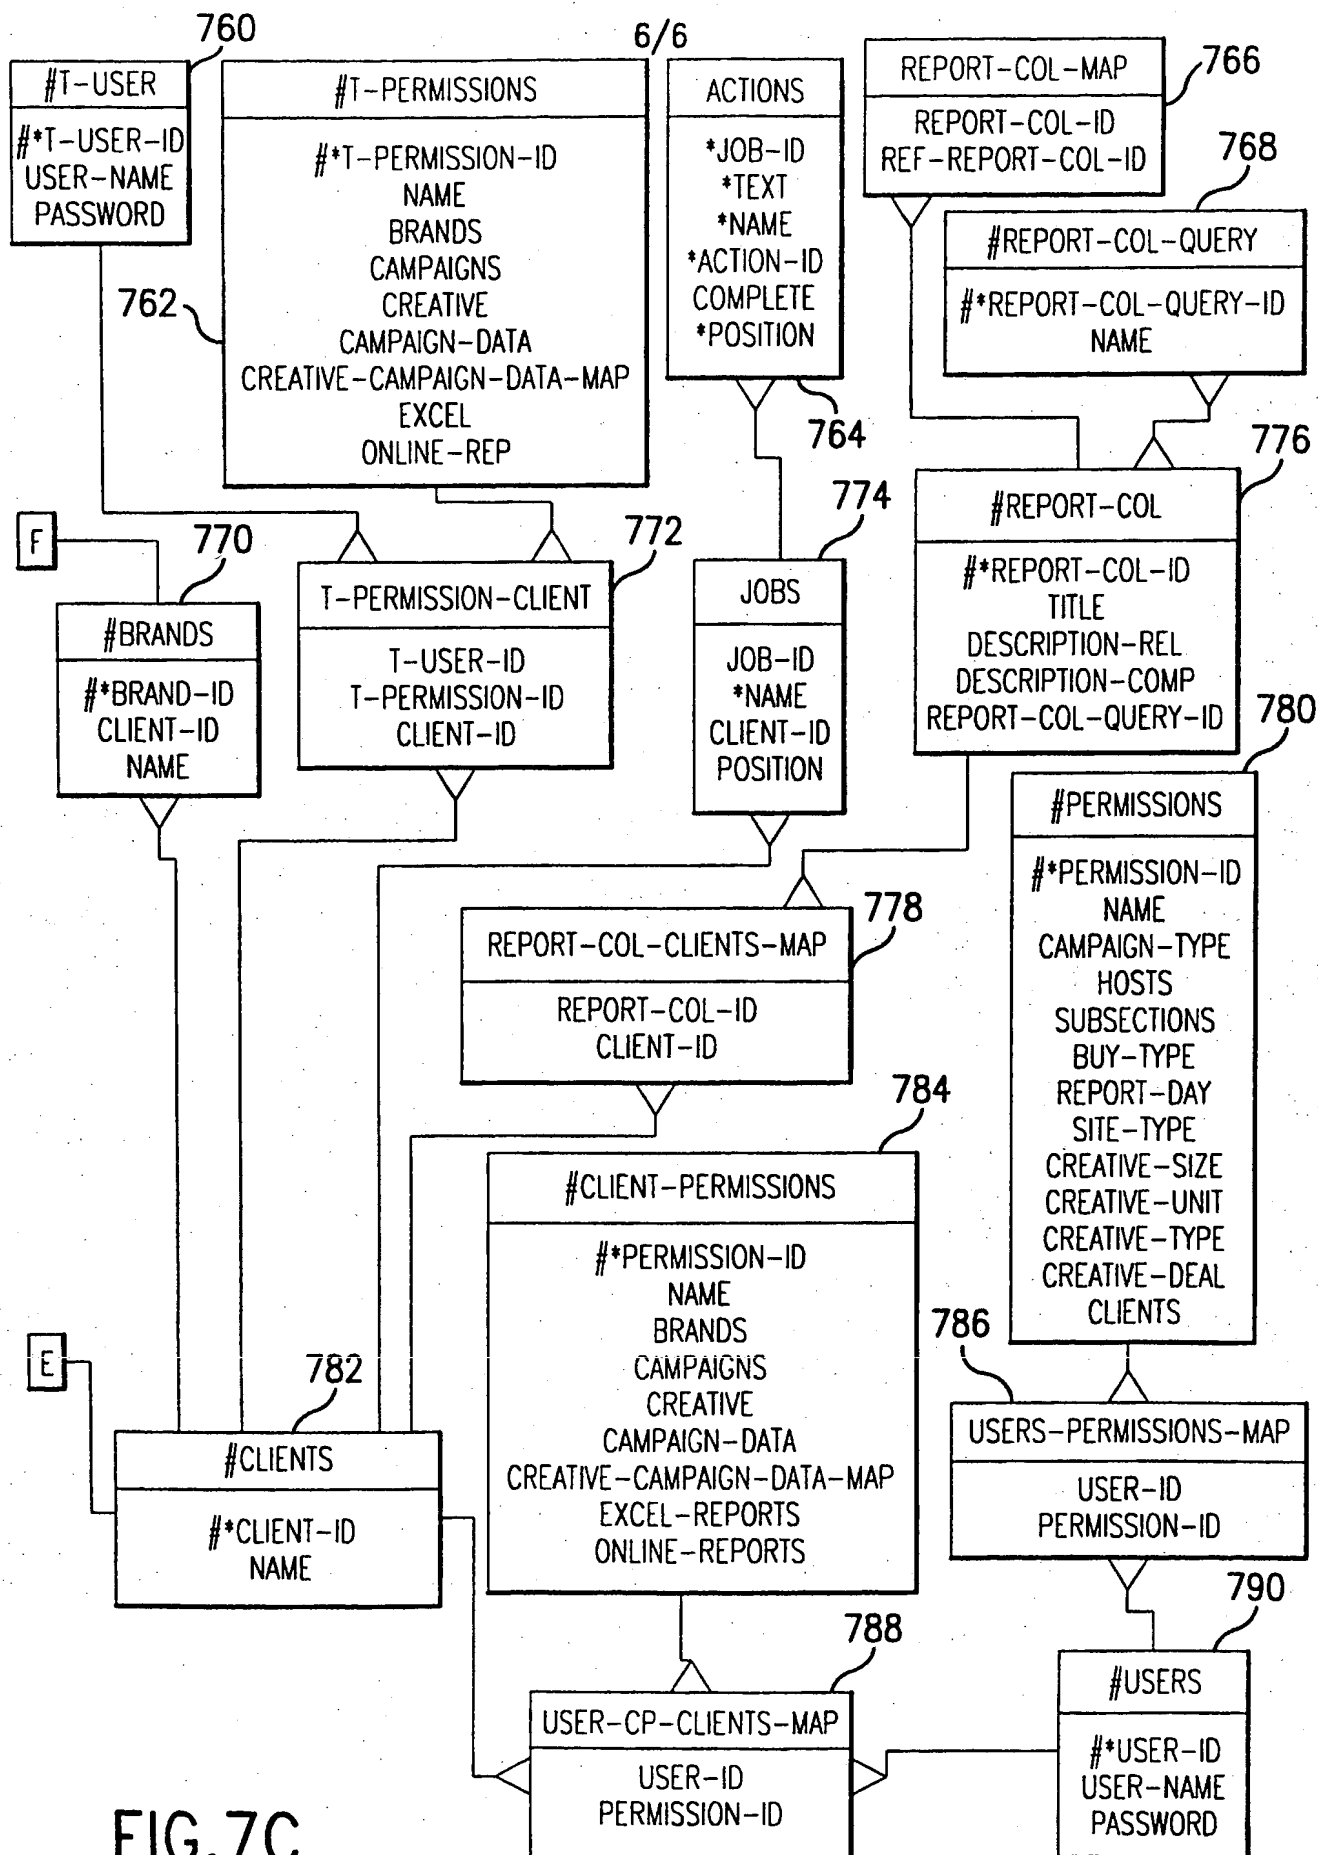 6/6
760
#T-USER
#*T-USER-ID
USER-NAME
PASSWORD
762
#T-PERMISSIONS
#*T-PERMISSION-ID
NAME
BRANDS
CAMPAIGNS
CREATIVE
CAMPAIGN-DATA
CREATIVE-CAMPAIGN-DATA-MAP
EXCEL
ONLINE-REP
ACTIONS
*JOB-ID
*TEXT
*NAME
*ACTION-ID
COMPLETE
*POSITION
764
REPORT-COL-MAP
REPORT-COL-ID
REF-REPORT-COL-ID
766
768
#REPORT-COL-QUERY
#*REPORT-COL-QUERY-ID
NAME
F
770
#BRANDS
#*BRAND-ID
CLIENT-ID
NAME
772
T-PERMISSION-CLIENT
T-USER-ID
T-PERMISSION-ID
CLIENT-ID
774
JOBS
JOB-ID
*NAME
CLIENT-ID
POSITION
776
#REPORT-COL
#*REPORT-COL-ID
TITLE
DESCRIPTION-REL
DESCRIPTION-COMP
REPORT-COL-QUERY-ID
778
REPORT-COL-CLIENTS-MAP
REPORT-COL-ID
CLIENT-ID
780
#PERMISSIONS
#*PERMISSION-ID
NAME
CAMPAIGN-TYPE
HOSTS
SUBSECTIONS
BUY-TYPE
REPORT-DAY
SITE-TYPE
CREATIVE-SIZE
CREATIVE-UNIT
CREATIVE-TYPE
CREATIVE-DEAL
CLIENTS
E
782
#CLIENTS
#*CLIENT-ID
NAME
784
#CLIENT-PERMISSIONS
#*PERMISSION-ID
NAME
BRANDS
CAMPAIGNS
CREATIVE
CAMPAIGN-DATA
CREATIVE-CAMPAIGN-DATA-MAP
EXCEL-REPORTS
ONLINE-REPORTS
786
USERS-PERMISSIONS-MAP
USER-ID
PERMISSION-ID
788
USER-CP-CLIENTS-MAP
USER-ID
PERMISSION-ID
790
#USERS
#*USER-ID
USER-NAME
PASSWORD
FIG. 7C